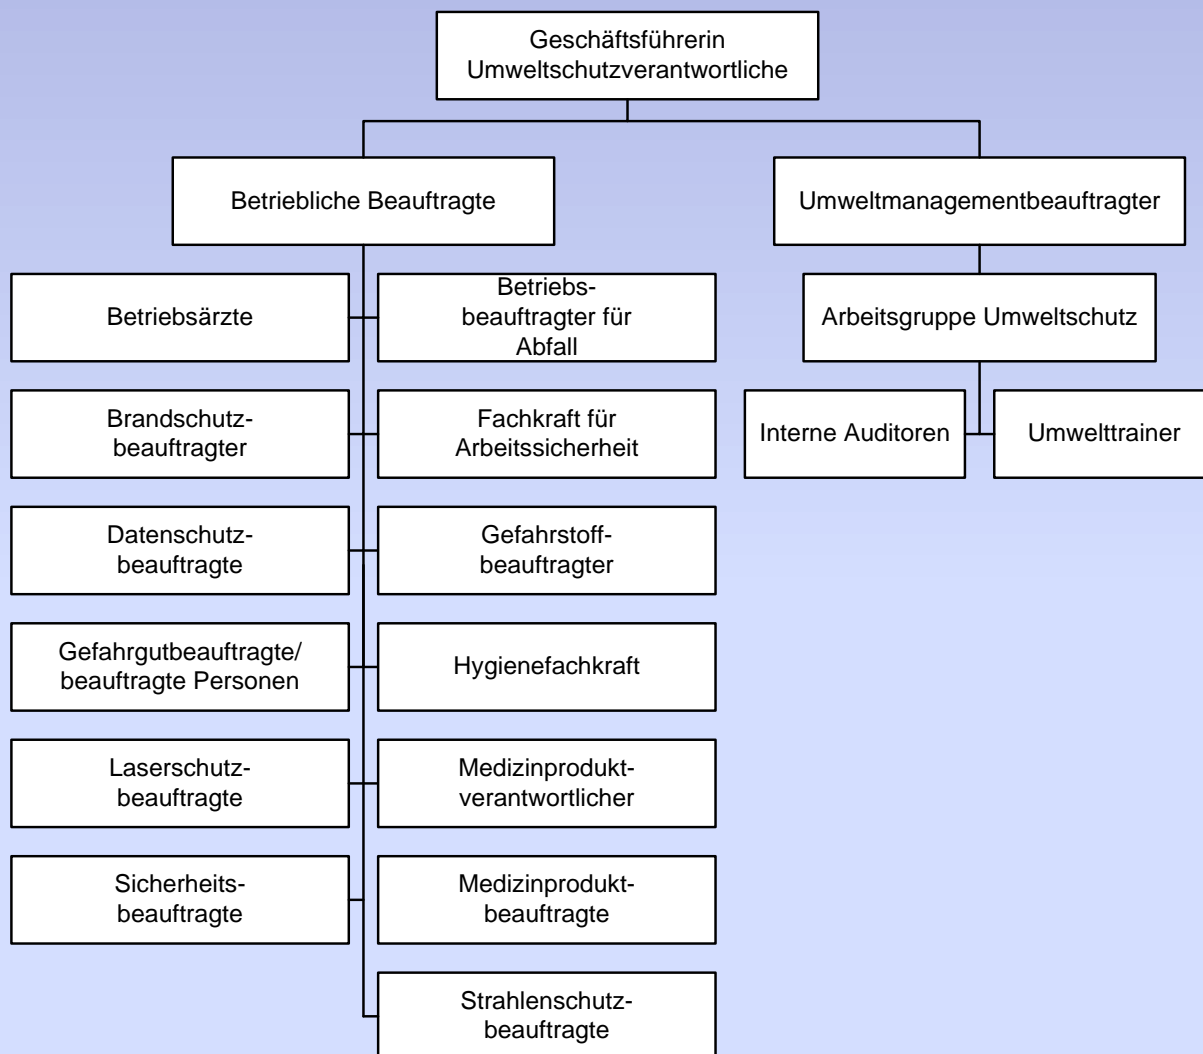 Geschäftsführerin
Umweltschutzverantwortliche
Betriebliche Beauftragte
Umweltmanagementbeauftragter
Betriebsärzte
Betriebs-
beauftragter für
Abfall
Arbeitsgruppe Umweltschutz
Brandschutz-
beauftragter
Fachkraft für
Arbeitssicherheit
Interne Auditoren
Umwelttrainer
Datenschutz-
beauftragte
Gefahrstoff-
beauftragter
Gefahrgutbeauftragte/
beauftragte Personen
Hygienefachkraft
Laserschutz-
beauftragte
Medizinprodukt-
verantwortlicher
Sicherheits-
beauftragte
Medizinprodukt-
beauftragte
Strahlenschutz-
beauftragte